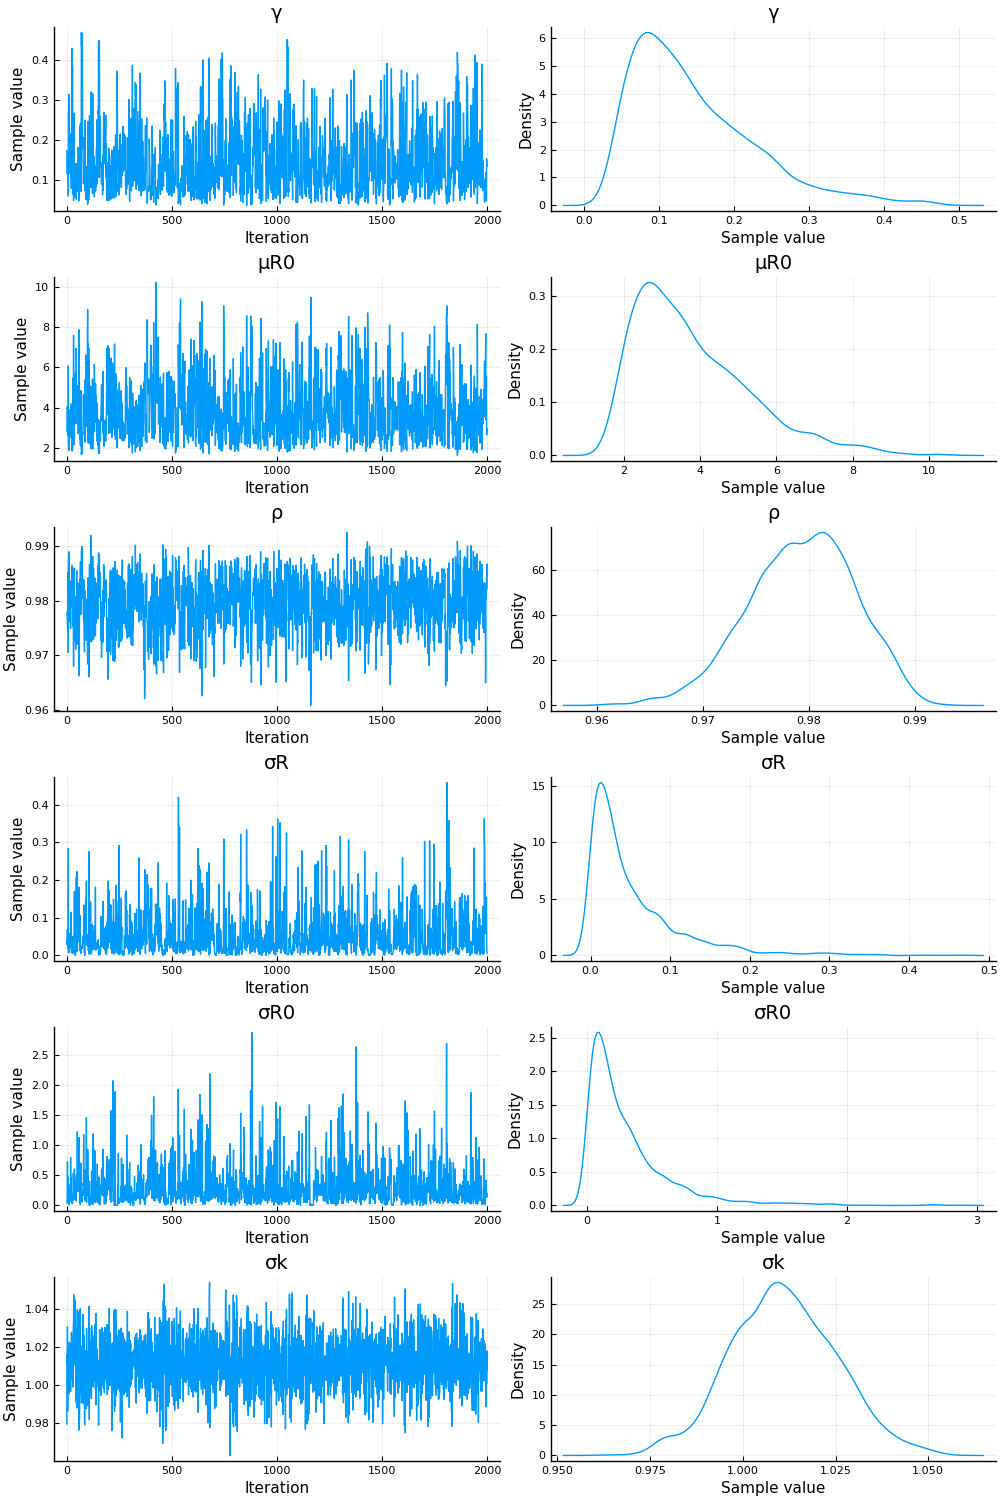 γ γ
Sample value
0.4
0.3
0.2
0.1
0 500 1000 1500 2000
Iteration
Density
6
5
4
3
2
1
0
0.0 0.1 0.2 0.3 0.4 0.5
Sample value
μR0 μR0
Sample value
10
8
6
4
2
0 500 1000 1500 2000
Iteration
Density
0.3
0.2
0.1
0.0
2 4 6 8 10
Sample value
ρ ρ
Sample value
0.99
0.98
0.97
0.96
0 500 1000 1500 2000
Iteration
Density
60
40
20
0
0.96 0.97 0.98 0.99
Sample value
σR σR
Sample value
0.4
0.3
0.2
0.1
0.0
0 500 1000 1500 2000
Iteration
Density
15
10
5
0
0.0 0.1 0.2 0.3 0.4 0.5
Sample value
σR0 σR0
Sample value
2.5
2.0
1.5
1.0
0.5
0.0
0 500 1000 1500 2000
Iteration
Density
2.5
2.0
1.5
1.0
0.5
0.0
0 1 2 3
Sample value
σk σk
Sample value
1.04
1.02
1.00
0.98
0 500 1000 1500 2000
Iteration
Density
25
20
15
10
5
0
0.950 0.975 1.000 1.025 1.050
Sample value